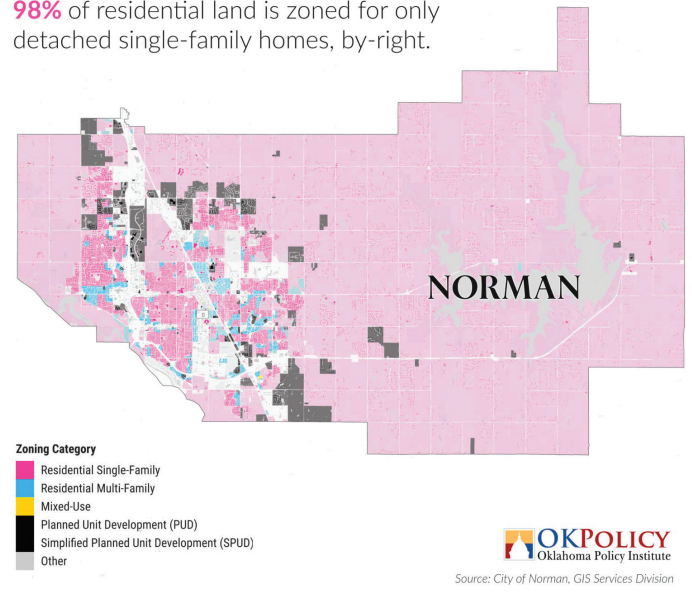 98% of residential land is zoned for only
detached single-family homes, by-right.
NORMAN
Zoning Category
Residential Single-Family
Residential Multi-Family
Mixed-Use
Planned Unit Development (PUD)
Simplified Planned Unit Development (SPUD)
Other
OKPOLICY
Oklahoma Policy Institute
Source: City of Norman, GIS Services Division